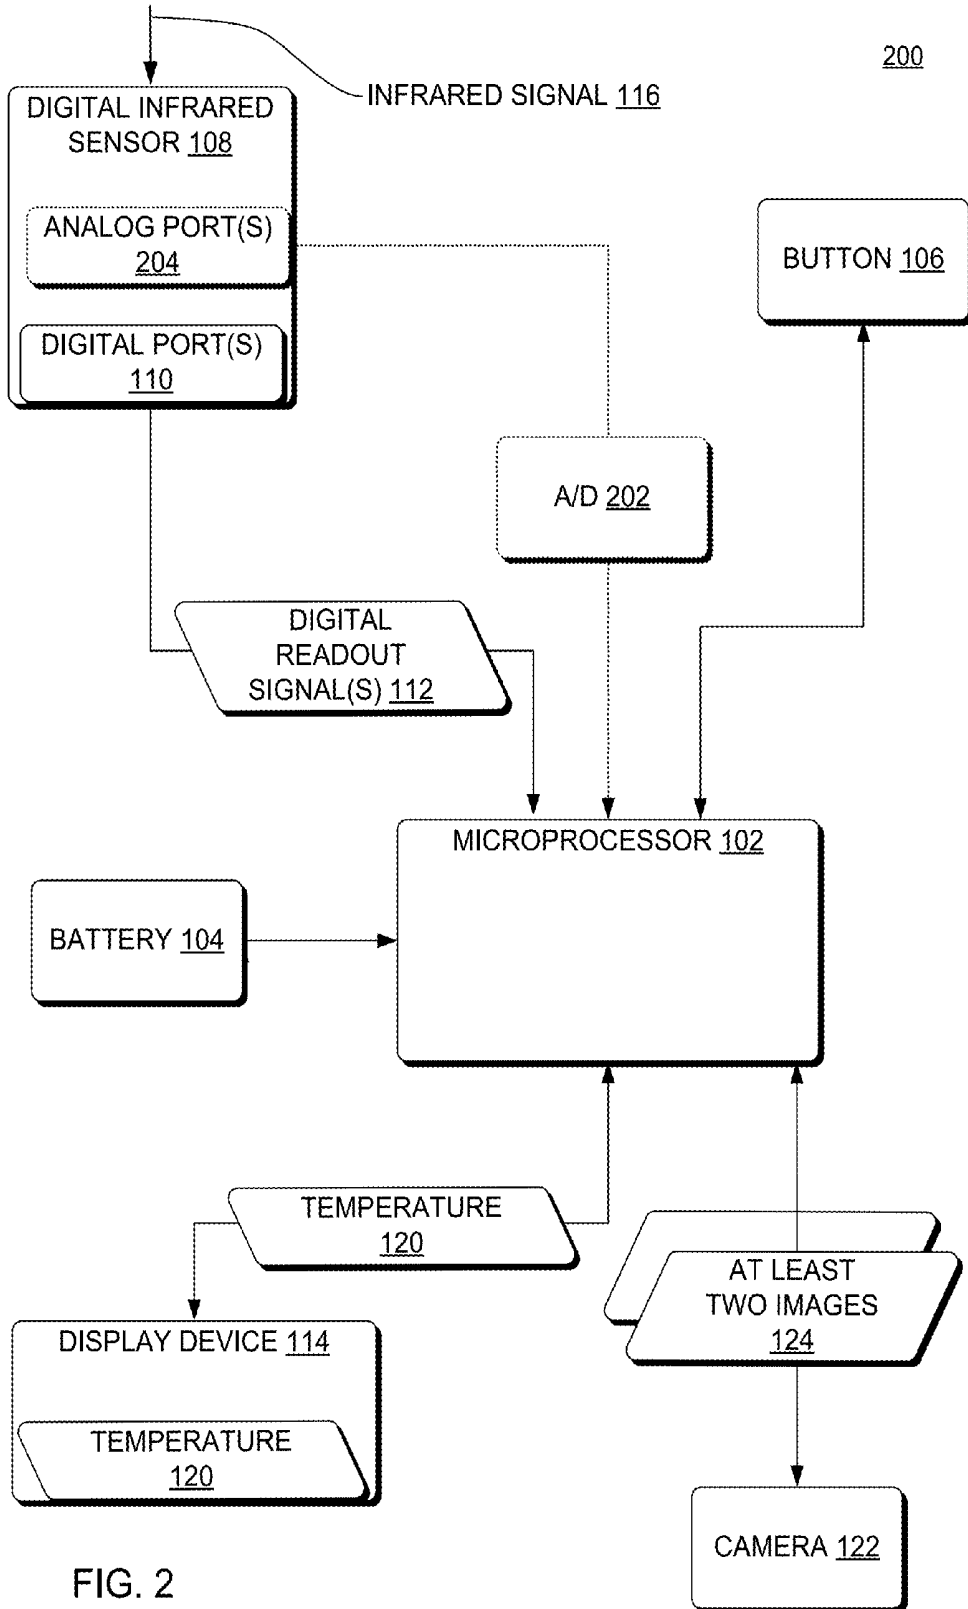 200
INFRARED SIGNAL 116
DIGITAL INFRARED
SENSOR 108
ANALOG PORT(S)
204
BUTTON 106
DIGITAL PORT(S)
110
A/D 202
DIGITAL
READOUT
SIGNAL(S) 112
MICROPROCESSOR 102
BATTERY 104
TEMPERATURE
120
AT LEAST
TWO IMAGES
124
DISPLAY DEVICE 114
TEMPERATURE
120
CAMERA 122
FIG. 2